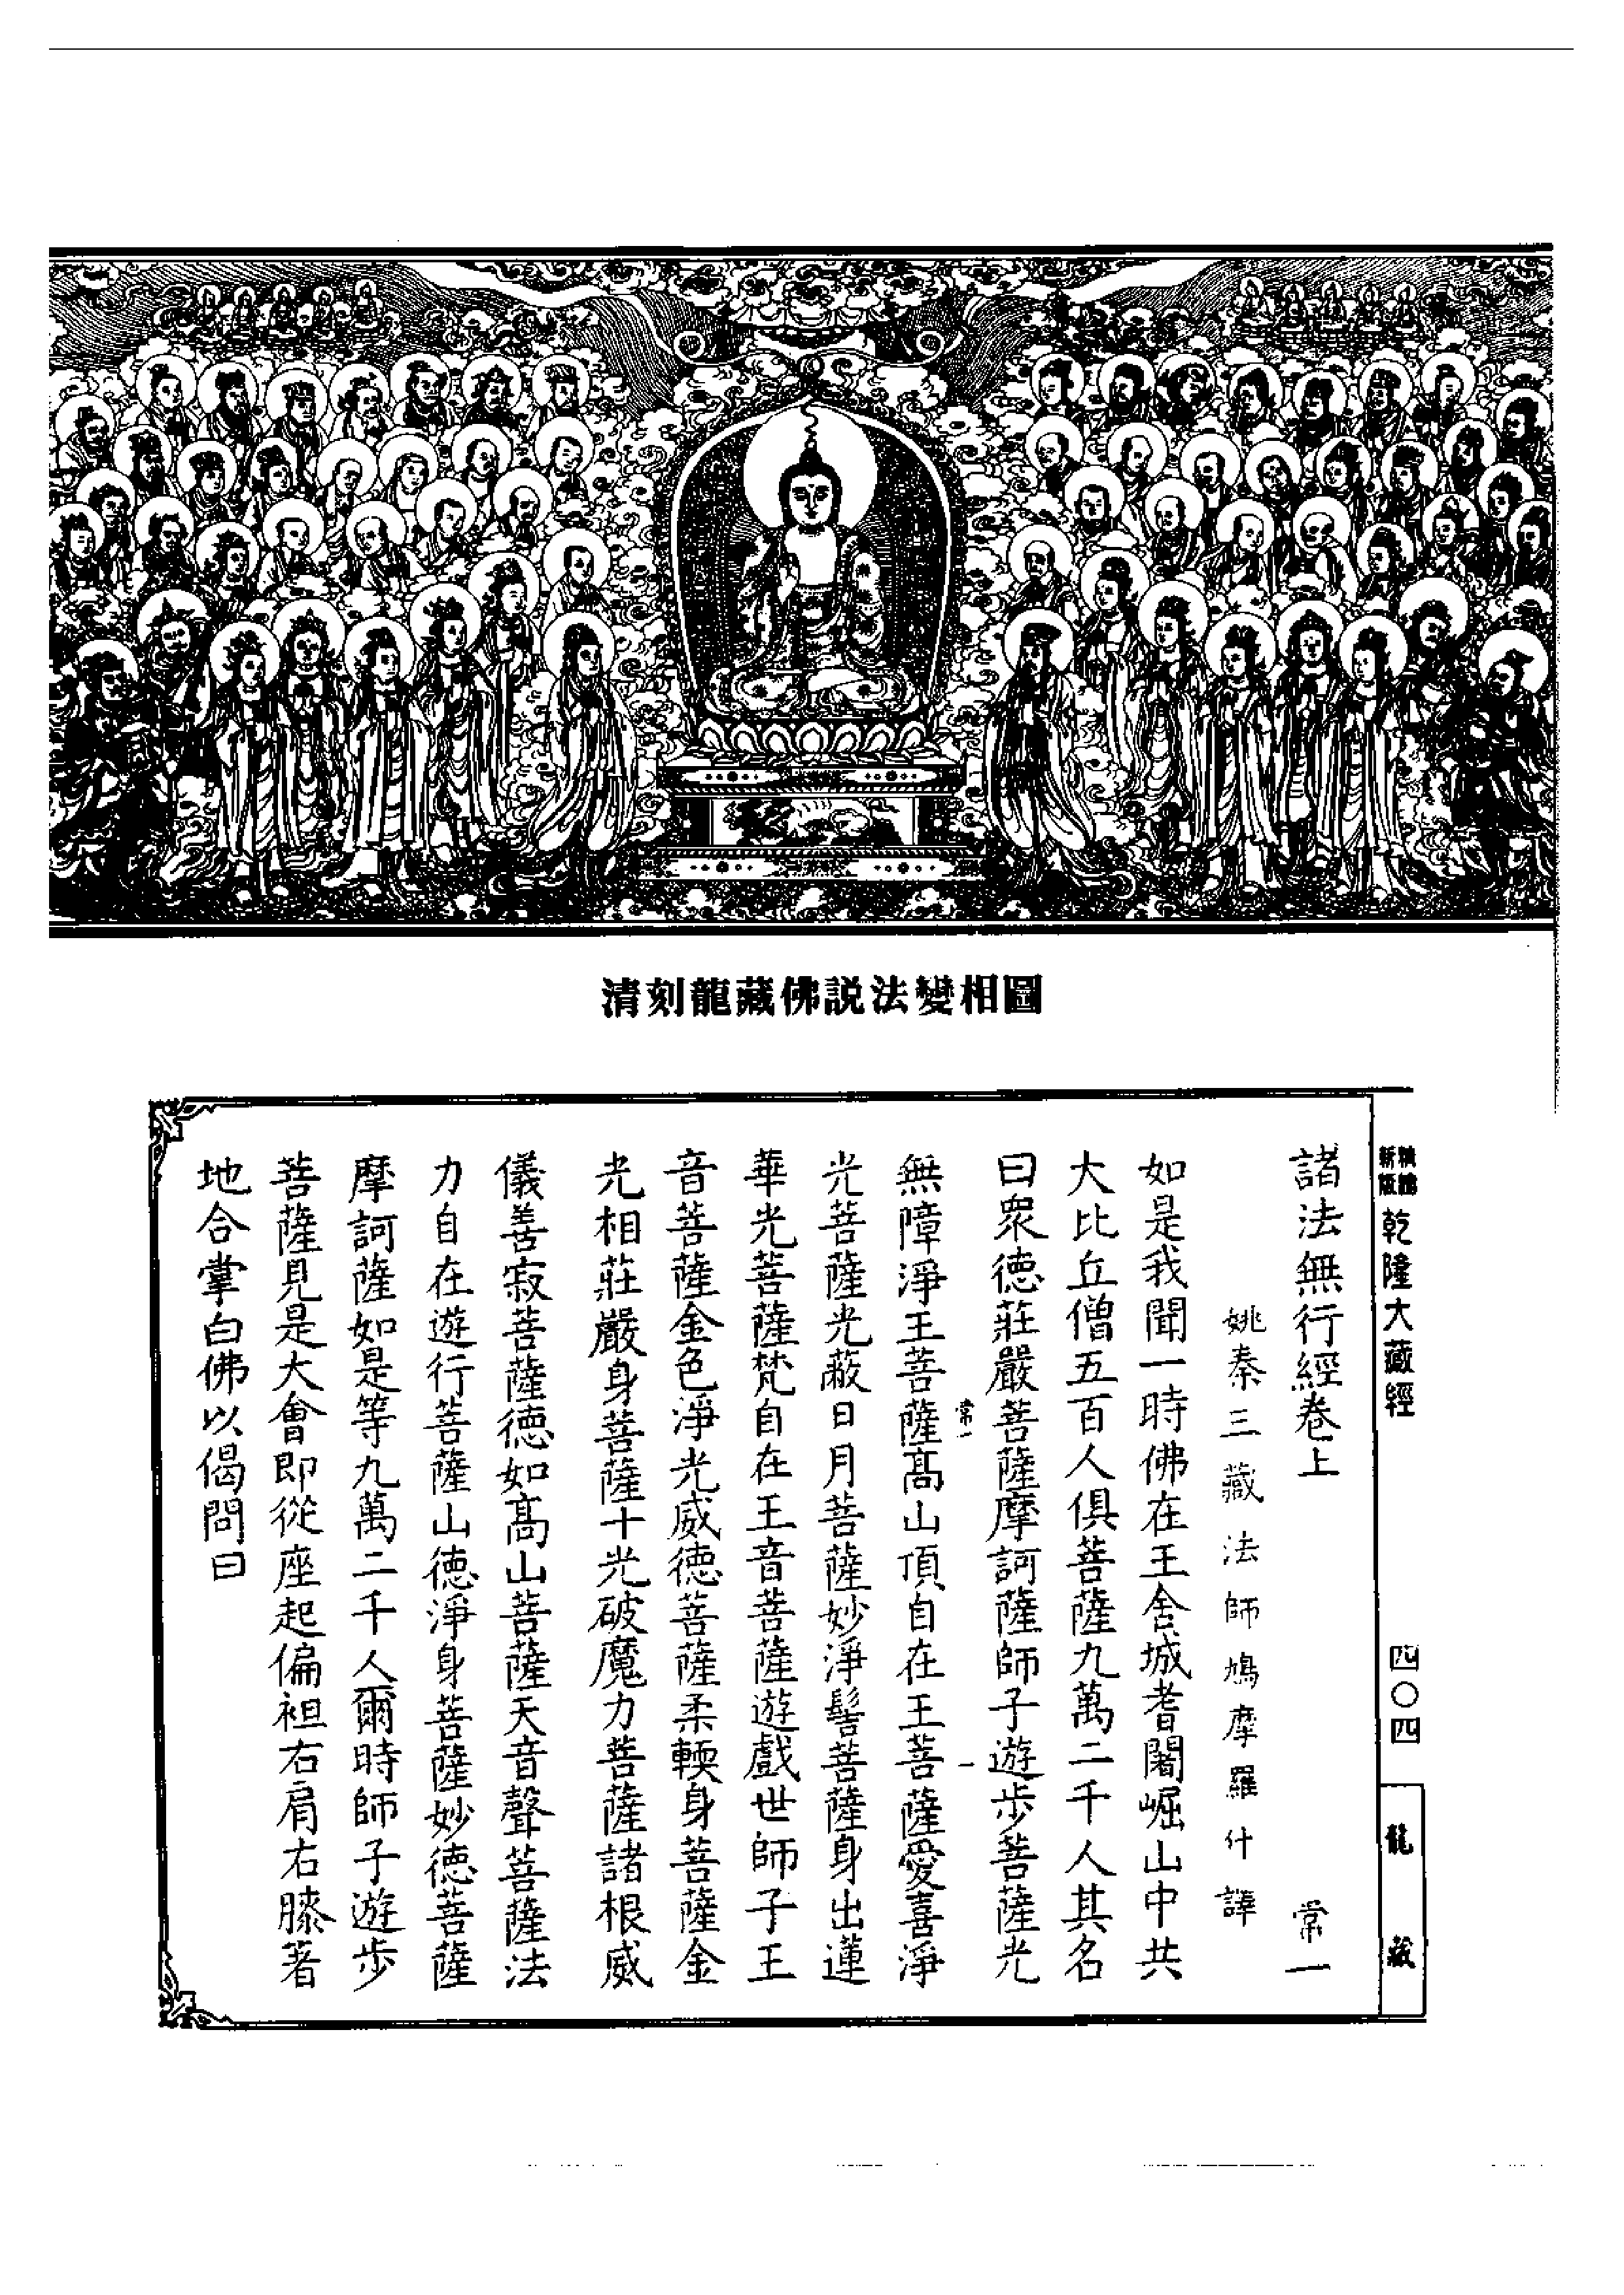 清刻龍藏佛説法變相圖
新版
精縮
乾隆大藏經
四〇四
龍藏
諸法無行經卷上
常一
姚秦三藏法師鳩摩羅什譯
如是我聞一時佛在王舍城耆闍崛山中共
大比丘僧五百人俱菩薩九萬二千人其名
曰眾德莊嚴菩薩摩訶薩師子遊步菩薩光
無障淨王菩薩高山頂自在王菩薩愛喜淨
常一
一
光菩薩光蔽日月菩薩妙淨髻菩薩身出蓮
華光菩薩梵自在王音菩薩遊戲世師子王
音菩薩金色淨光威德菩薩柔輭身菩薩金
光相莊嚴身菩薩十光破魔力菩薩諸根威
儀善寂菩薩德如高山菩薩天音聲菩薩法
力自在遊行菩薩山德淨身菩薩妙德菩薩
摩訶薩如是等九萬二千人爾時師子遊步
菩薩見是大會即從座起偏袒右肩右膝著
地合掌白佛以偈問曰